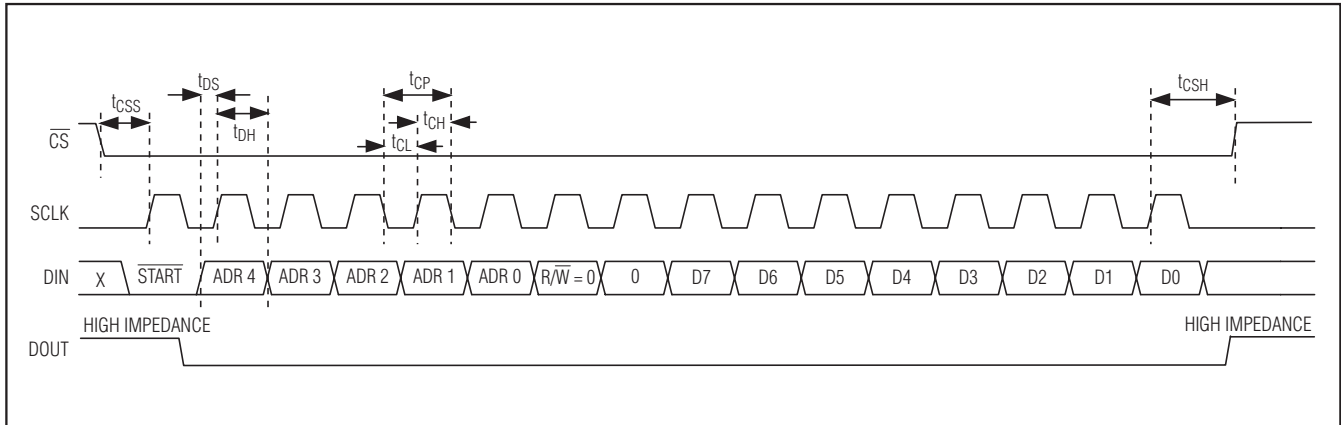 tDS
tCP
tCSH
tCSS
tCH
tDH
tCL
CS
SCLK
DIN X START ADR 4 ADR 3 ADR 2 ADR 1 ADR 0 R/W = 0 0 D7 D6 D5 D4 D3 D2 D1 D0
HIGH IMPEDANCE HIGH IMPEDANCE
DOUT